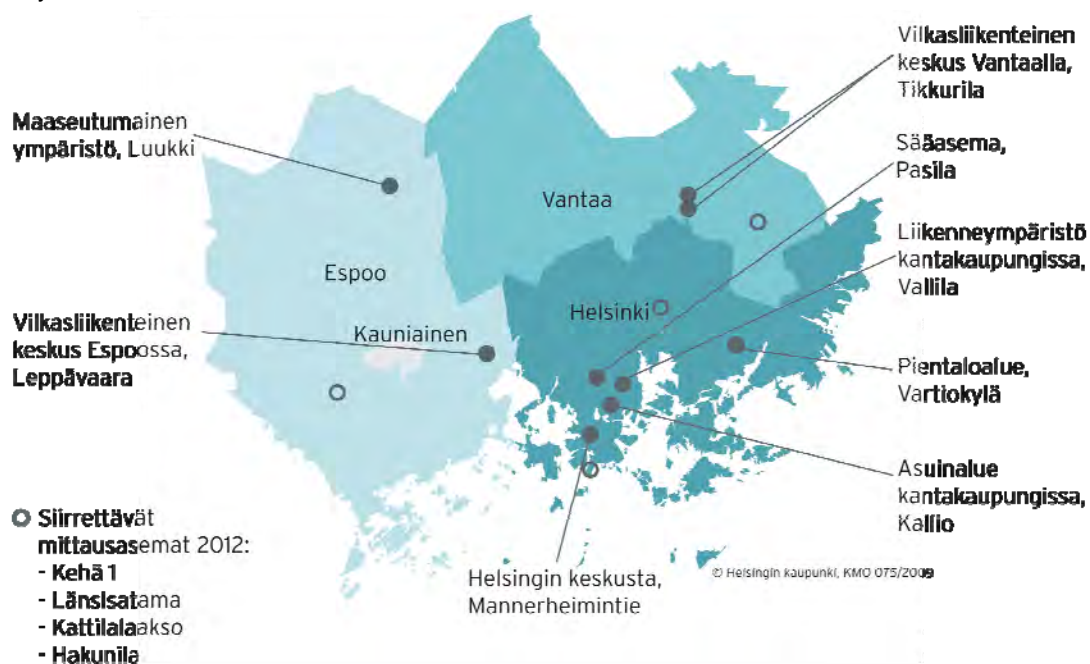 Vilkasliikenteinen
keskus Vantaalla,
Tikkurila
Maaseutumainen
ympäristö, Luukki
Sääasema,
Pasila
Vantaa
Liikenneympäristö
kantakaupungissa,
Vallila
Espoo
Helsinki
Kauniainen
Vilkasliikenteinen
keskus Espoossa,
Leppävaara
Pientaloalue,
Vartiokylä
Asuinalue
kantakaupungissa,
Kallio
Siirrettävät
mittausasemat 2012:
- Kehä 1
- Länsisatama
- Kattilalaakso
- Hakunila
Helsingin keskusta,
Mannerheimintie
© Helsingin kaupunki, KMO 075/2009